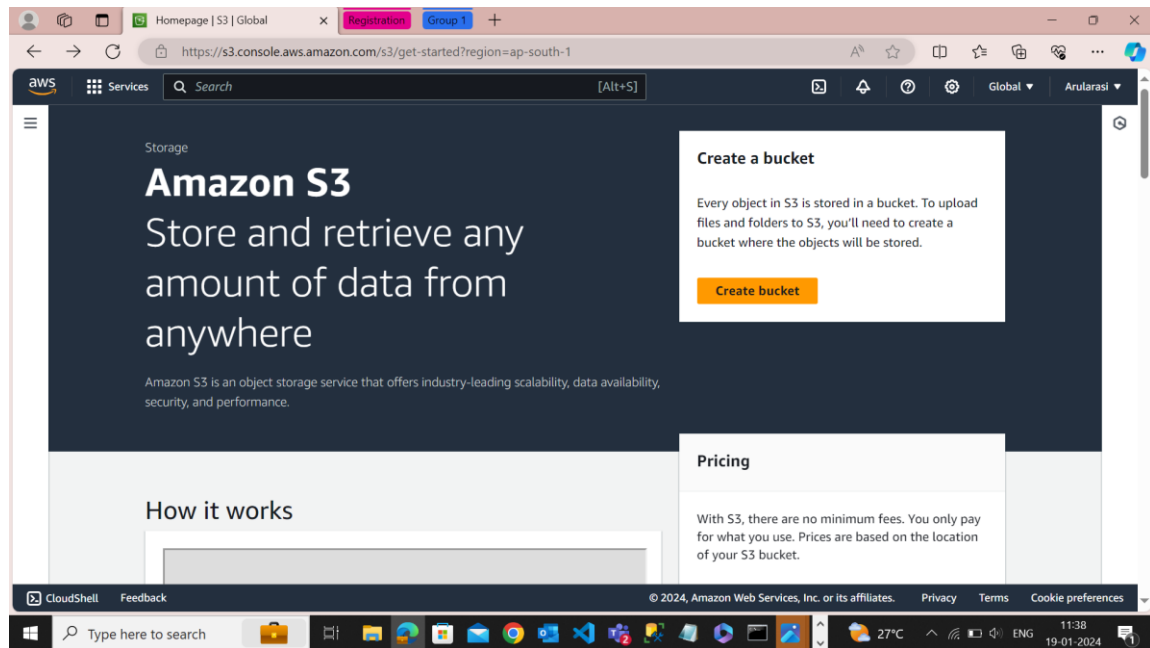 Homepage | S3 | Global
Registration
Group 1
https://s3.console.aws.amazon.com/s3/get-started?region=ap-south-1
aws
Services
Search
[Alt+S]
Global
Arularasi
Storage
Amazon S3
Store and retrieve any
amount of data from
anywhere
Amazon S3 is an object storage service that offers industry-leading scalability, data availability,
security, and performance.
Create a bucket
Every object in S3 is stored in a bucket. To upload
files and folders to S3, you'll need to create a
bucket where the objects will be stored.
Create bucket
Pricing
With S3, there are no minimum fees. You only pay
for what you use. Prices are based on the location
of your S3 bucket.
How it works
CloudShell
Feedback
© 2024, Amazon Web Services, Inc. or its affiliates.
Privacy
Terms
Cookie preferences
Type here to search
27°C
ENG
11:38
19-01-2024